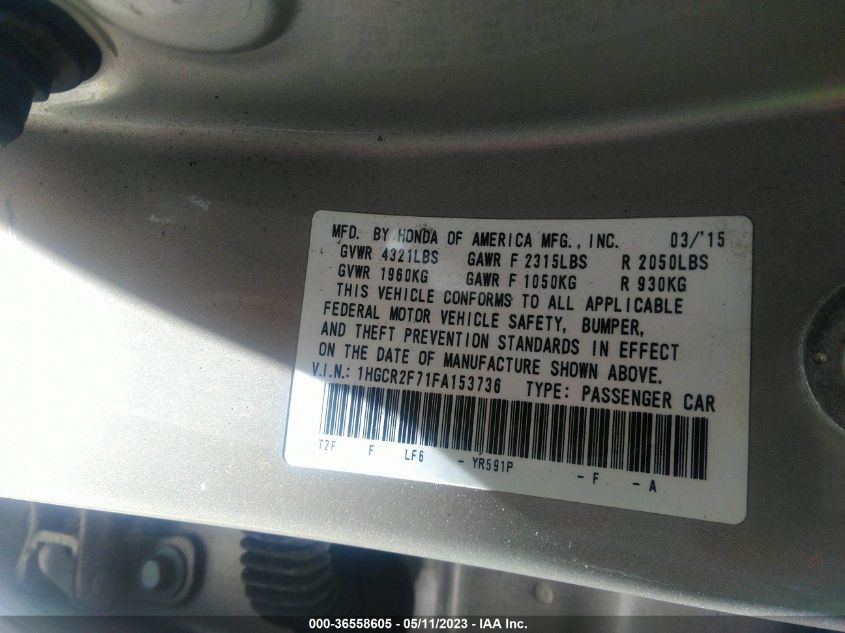 MFD. BY HONDA OF AMERICA MFG., INC. 03/'15
GVWR 4321LBS GAWR F 2315LBS R 2050LBS
GVWR 1960KG GAWR F 1050KG R 930KG
THIS VEHICLE CONFORMS TO ALL APPLICABLE
FEDERAL MOTOR VEHICLE SAFETY, BUMPER,
AND THEFT PREVENTION STANDARDS IN EFFECT
ON THE DATE OF MANUFACTURE SHOWN ABOVE.
V.I.N.: 1HGCR2F71FA153736 TYPE: PASSENGER CAR
T2F F LF6 - YR591P - F - A
000-36558605 - 05/11/2023 - IAA Inc.